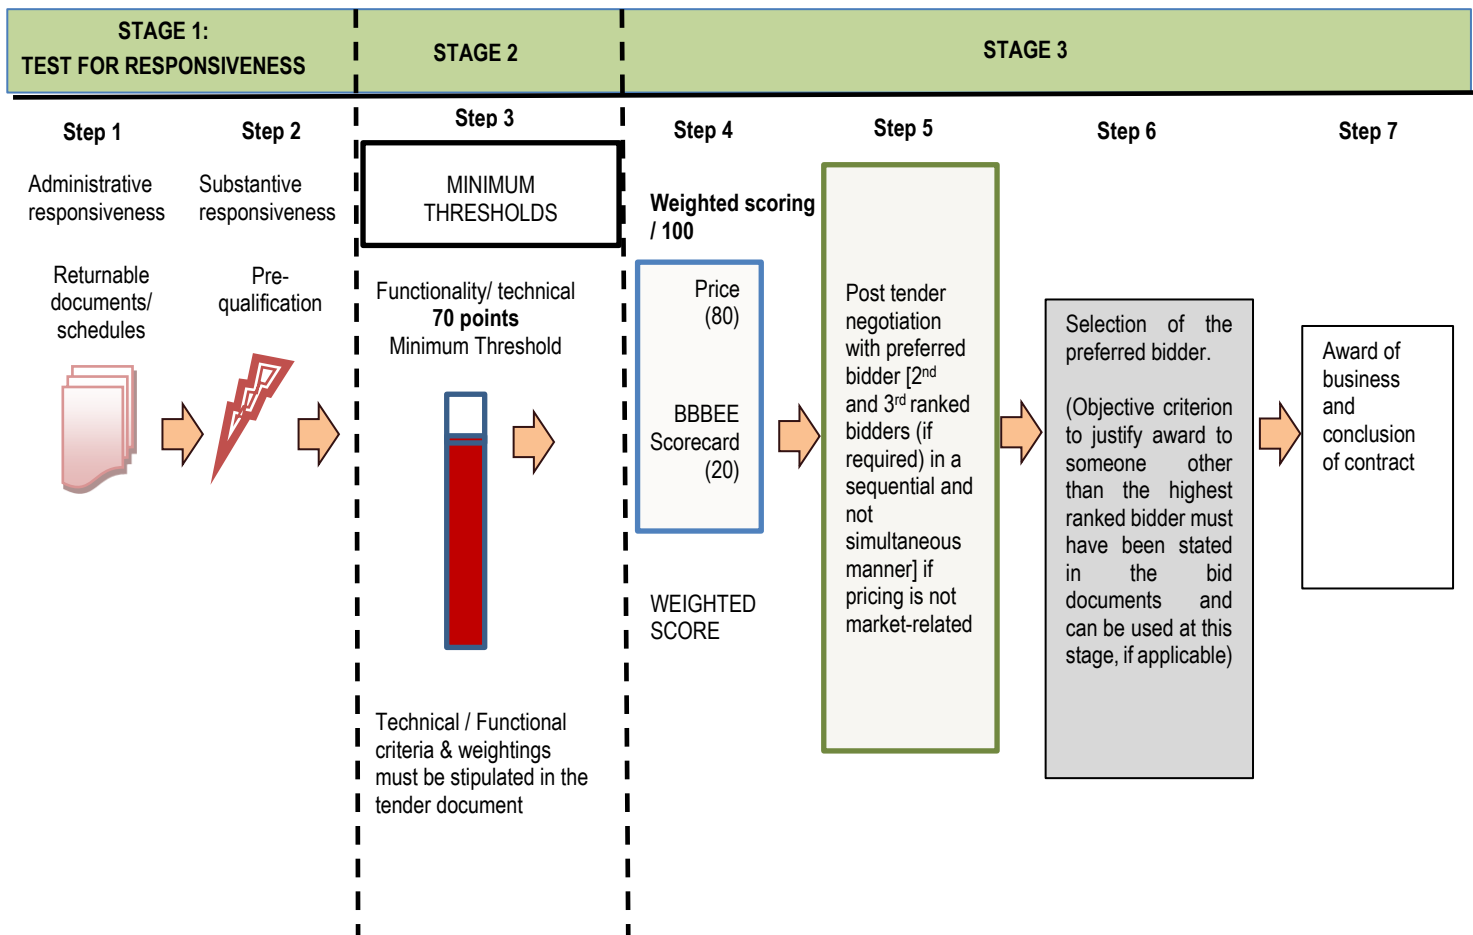 STAGE 1:
TEST FOR RESPONSIVENESS
STAGE 2
STAGE 3
Step 1
Administrative
responsiveness
Returnable
documents/
schedules
Step 2
Substantive
responsiveness
Pre-
qualification
Step 3
MINIMUM
THRESHOLDS
Functionality/ technical
70 points
Minimum Threshold
Technical / Functional
criteria & weightings
must be stipulated in the
tender document
Step 4
Weighted scoring
/ 100
Price
(80)
BBBEE
Scorecard
(20)
WEIGHTED
SCORE
Step 5
Post tender
negotiation
with preferred
bidder [2nd
and 3rd ranked
bidders (if
required) in a
sequential and
not
simultaneous
manner] if
pricing is not
market-related
Step 6
Selection of the
preferred bidder.
(Objective criterion
to justify award to
someone other
than the highest
ranked bidder must
have been stated
in the bid
documents and
can be used at this
stage, if applicable)
Step 7
Award of
business
and
conclusion
of contract